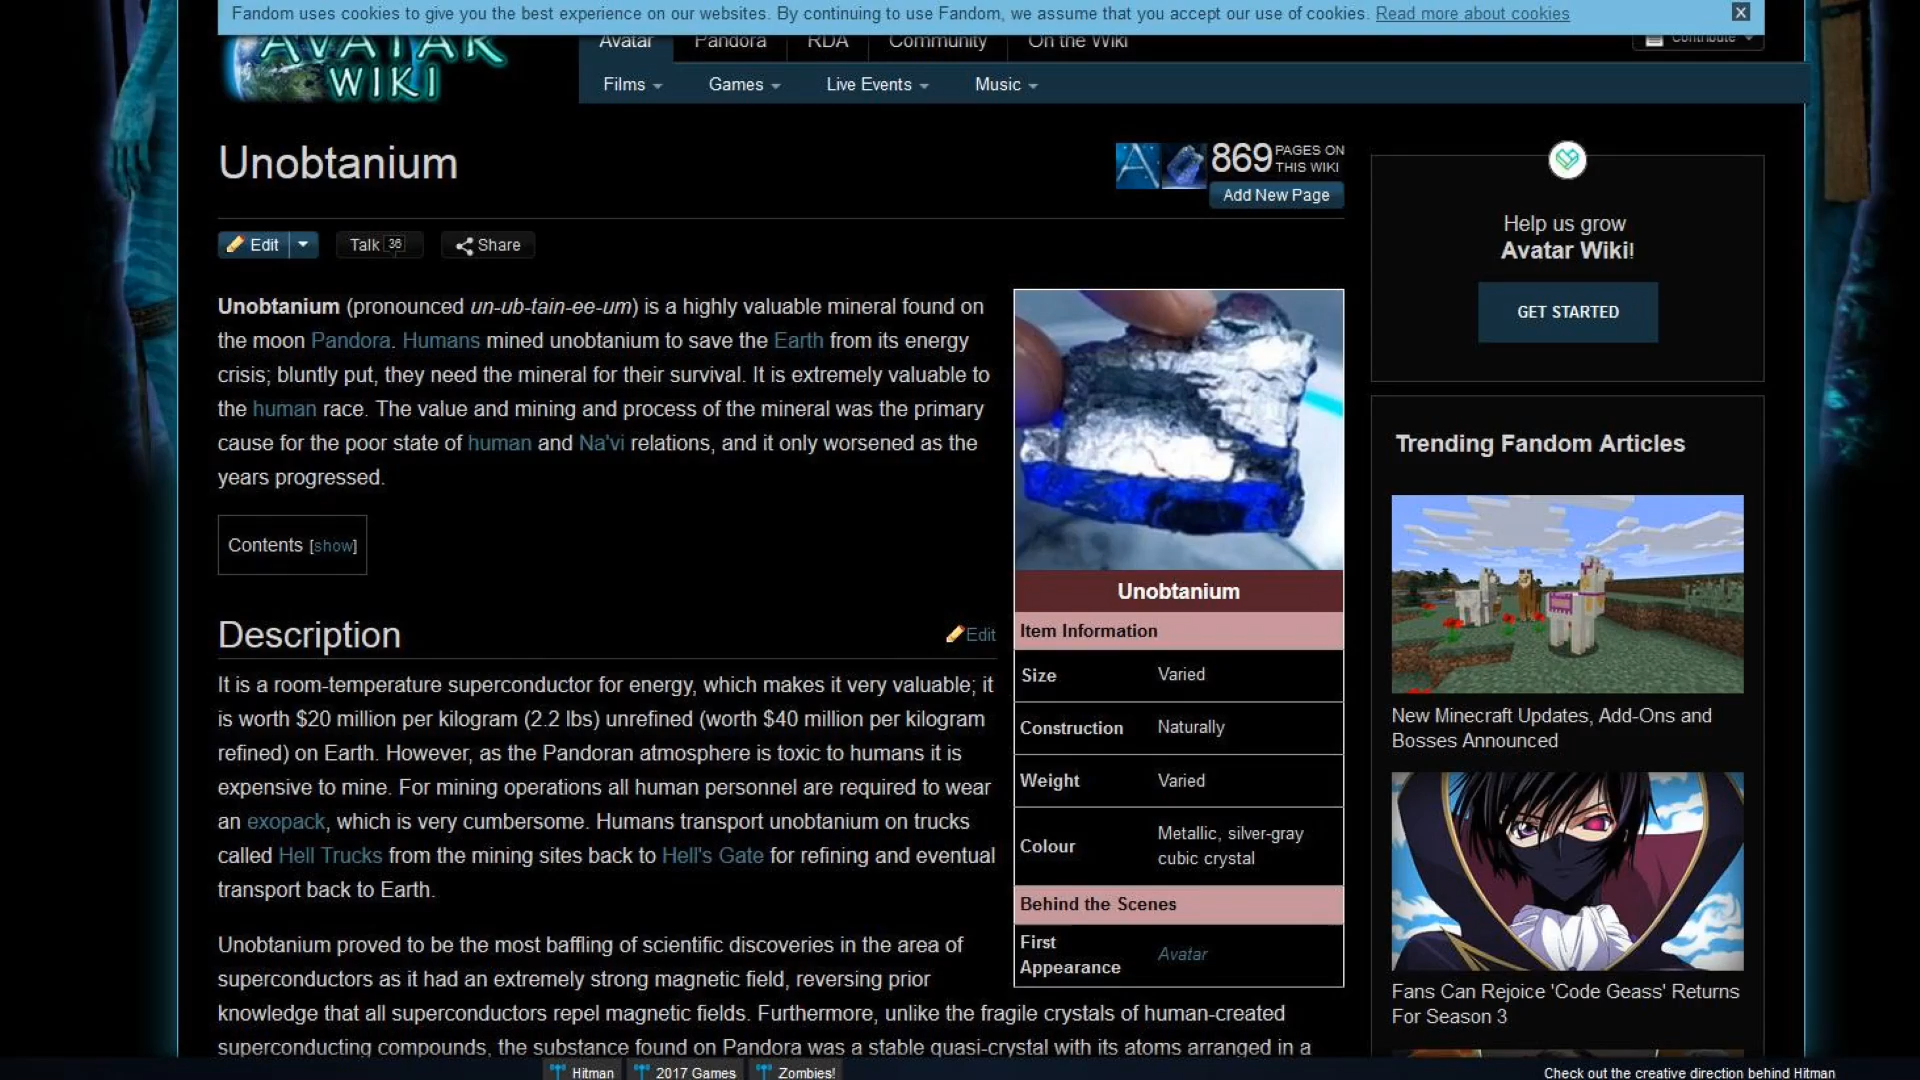 Fandom uses cookies to give you the best experience on our websites. By continuing to use Fandom, we assume that you accept our use of cookies. Read more about cookies
AVATAR
WIKI
Avatar
Pandora
RDA
Community
On the Wiki
Contribute
Films
Games
Live Events
Music
Unobtanium
869 PAGES ON
THIS WIKI
Add New Page
Edit
Talk 36
Share
Unobtanium (pronounced un-ub-tain-ee-um) is a highly valuable mineral found on
the moon Pandora. Humans mined unobtanium to save the Earth from its energy
crisis; bluntly put, they need the mineral for their survival. It is extremely valuable to
the human race. The value and mining and process of the mineral was the primary
cause for the poor state of human and Na'vi relations, and it only worsened as the
years progressed.
Contents [show]
Description
Edit
It is a room-temperature superconductor for energy, which makes it very valuable; it
is worth $20 million per kilogram (2.2 lbs) unrefined (worth $40 million per kilogram
refined) on Earth. However, as the Pandoran atmosphere is toxic to humans it is
expensive to mine. For mining operations all human personnel are required to wear
an exopack, which is very cumbersome. Humans transport unobtanium on trucks
called Hell Trucks from the mining sites back to Hell's Gate for refining and eventual
transport back to Earth.
Unobtanium proved to be the most baffling of scientific discoveries in the area of
superconductors as it had an extremely strong magnetic field, reversing prior
knowledge that all superconductors repel magnetic fields. Furthermore, unlike the fragile crystals of human-created
superconducting compounds, the substance found on Pandora was a stable quasi-crystal with its atoms arranged in a
Unobtanium
Item Information
Size Varied
Construction Naturally
Weight Varied
Colour Metallic, silver-gray
cubic crystal
Behind the Scenes
First
Appearance Avatar
Help us grow
Avatar Wiki!
GET STARTED
Trending Fandom Articles
New Minecraft Updates, Add-Ons and
Bosses Announced
Fans Can Rejoice 'Code Geass' Returns
For Season 3
Hitman
2017 Games
Zombies!
Check out the creative direction behind Hitman